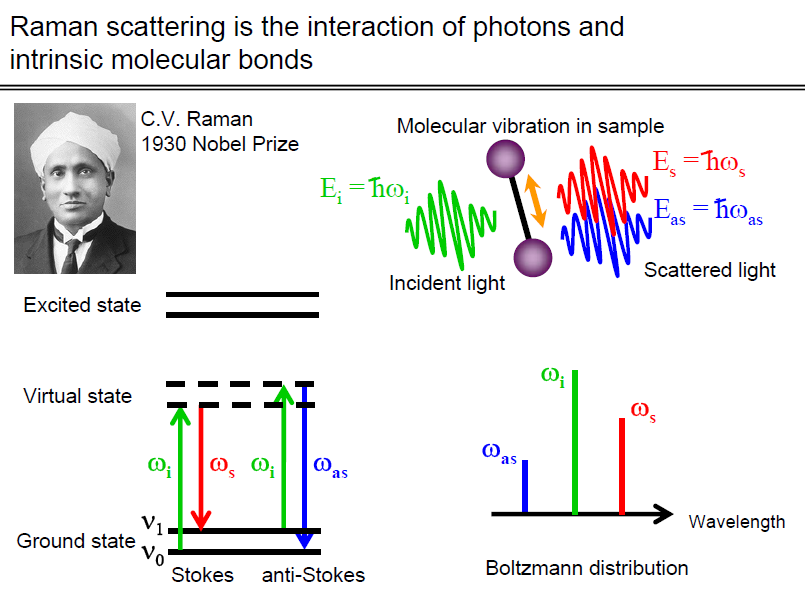 Raman scattering is the interaction of photons and
intrinsic molecular bonds
C.V. Raman
1930 Nobel Prize
Molecular vibration in sample
Eᵢ = ħωᵢ
Eₛ = ħωₛ
Eₐₛ = ħωₐₛ
Incident light
Scattered light
Excited state
Virtual state
ωᵢ ωₛ ωᵢ ωₐₛ
ν₁
Ground state
ν₀
Stokes anti-Stokes
ωᵢ
ωₛ
ωₐₛ
Wavelength
Boltzmann distribution